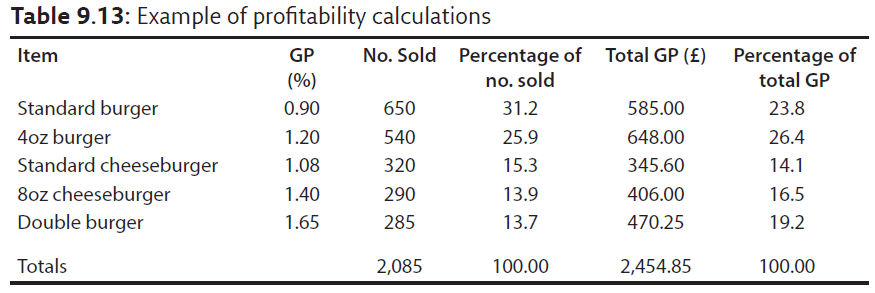 Table 9.13: Example of profitability calculations
Item GP No. Sold Percentage of Total GP (£) Percentage of
(%) no. sold total GP
Standard burger 0.90 650 31.2 585.00 23.8
4oz burger 1.20 540 25.9 648.00 26.4
Standard cheeseburger 1.08 320 15.3 345.60 14.1
8oz cheeseburger 1.40 290 13.9 406.00 16.5
Double burger 1.65 285 13.7 470.25 19.2
Totals 2,085 100.00 2,454.85 100.00